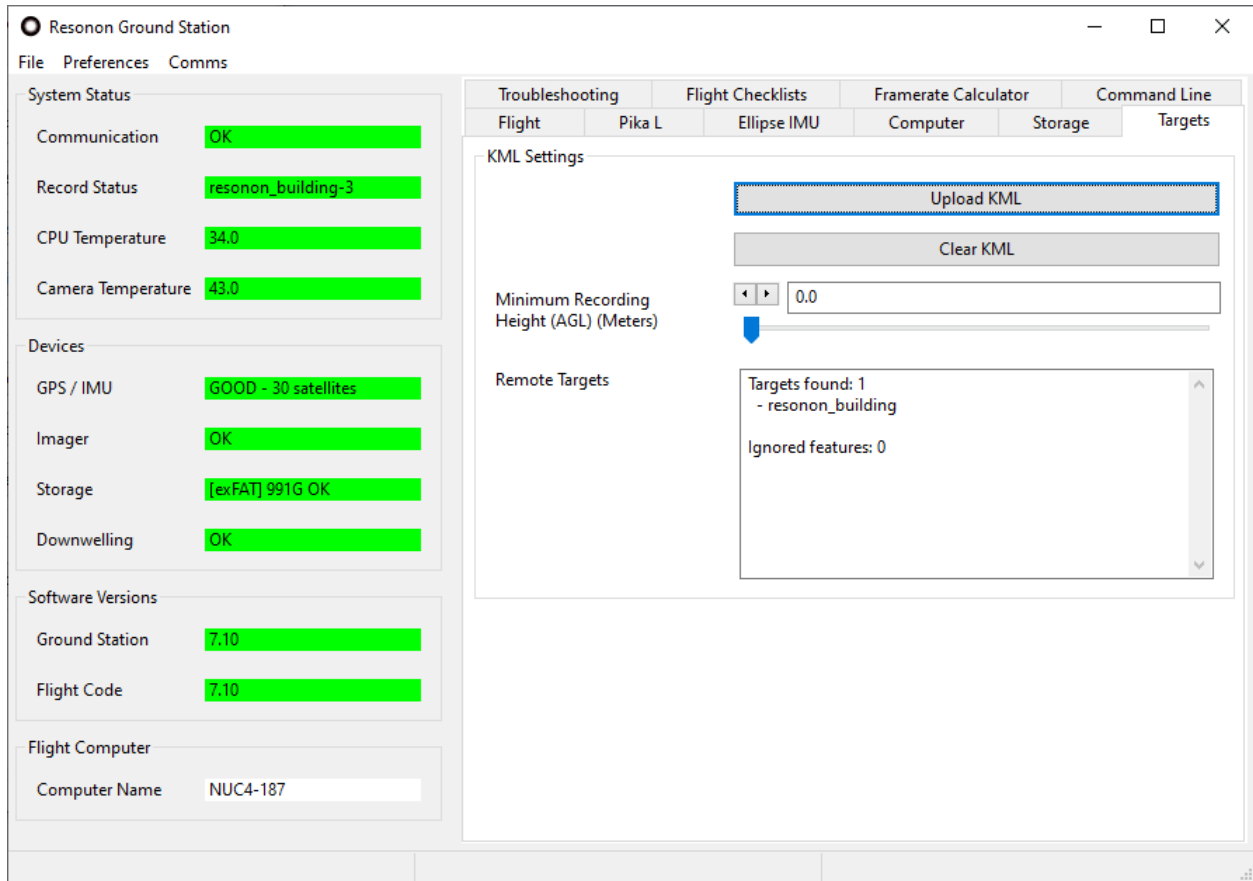 Resonon Ground Station
File Preferences Comms
System Status
Communication OK
Record Status resonon_building-3
CPU Temperature 34.0
Camera Temperature 43.0
Devices
GPS / IMU GOOD - 30 satellites
Imager OK
Storage [exFAT] 991G OK
Downwelling OK
Software Versions
Ground Station 7.10
Flight Code 7.10
Flight Computer
Computer Name NUC4-187
Troubleshooting Flight Checklists Framerate Calculator Command Line
Flight Pika L Ellipse IMU Computer Storage Targets
KML Settings
Upload KML
Clear KML
Minimum Recording
Height (AGL) (Meters)
0.0
Remote Targets
Targets found: 1
- resonon_building
Ignored features: 0